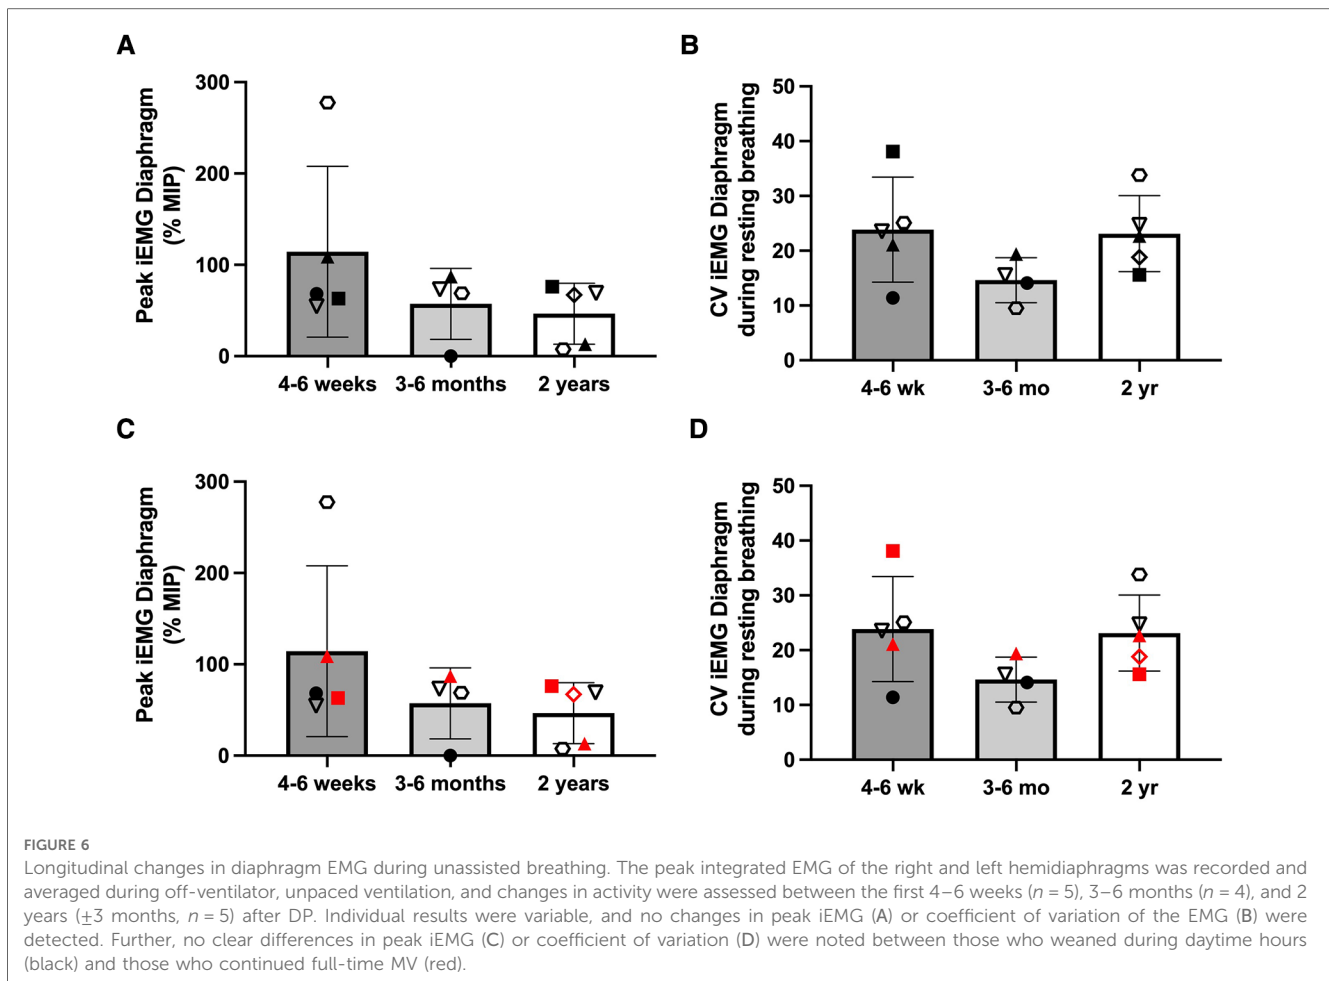 A
Peak iEMG Diaphragm
(% MIP)
300
200
100
0
4-6 weeks
3-6 months
2 years
B
CV iEMG Diaphragm
during resting breathing
50
40
30
20
10
0
4-6 wk
3-6 mo
2 yr
C
Peak iEMG Diaphragm
(% MIP)
300
200
100
0
4-6 weeks
3-6 months
2 years
D
CV iEMG Diaphragm
during resting breathing
50
40
30
20
10
0
4-6 wk
3-6 mo
2 yr
FIGURE 6
Longitudinal changes in diaphragm EMG during unassisted breathing. The peak integrated EMG of the right and left hemidiaphragms was recorded and
averaged during off-ventilator, unpaced ventilation, and changes in activity were assessed between the first 4–6 weeks (n = 5), 3–6 months (n = 4), and 2
years (±3 months, n = 5) after DP. Individual results were variable, and no changes in peak iEMG (A) or coefficient of variation of the EMG (B) were
detected. Further, no clear differences in peak iEMG (C) or coefficient of variation (D) were noted between those who weaned during daytime hours
(black) and those who continued full-time MV (red).